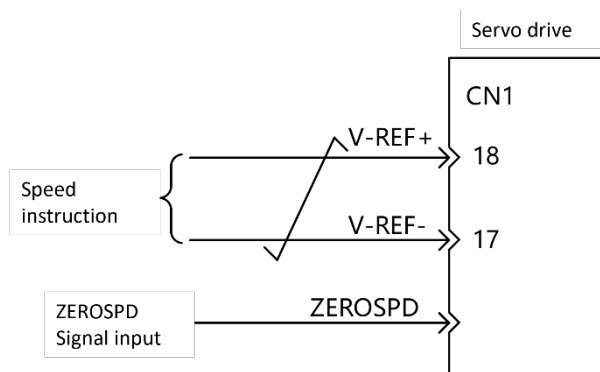 Servo drive
CN1
V-REF+
18
Speed
instruction
V-REF-
17
ZEROSPD
ZEROSPD
Signal input